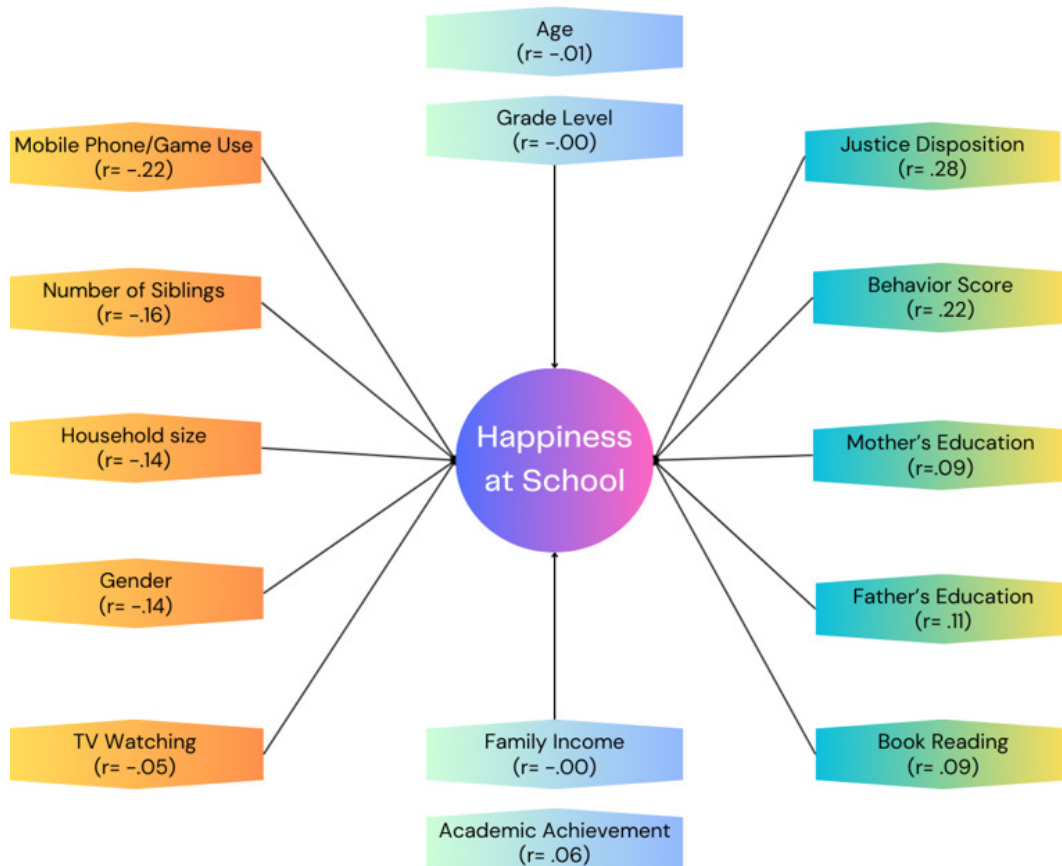 Age
(r= -.01)
Grade Level
(r= -.00)
Mobile Phone/Game Use
(r= -.22)
Number of Siblings
(r= -.16)
Household size
(r= -.14)
Gender
(r= -.14)
TV Watching
(r= -.05)
Happiness
at School
Justice Disposition
(r= .28)
Behavior Score
(r= .22)
Mother's Education
(r=.09)
Father's Education
(r= .11)
Book Reading
(r= .09)
Family Income
(r= -.00)
Academic Achievement
(r= .06)